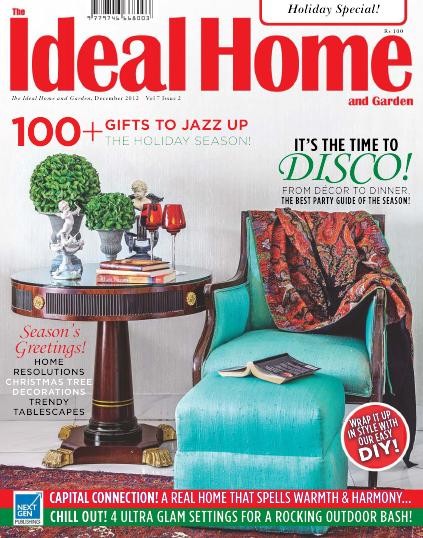 Holiday Special!
9 779746 668003
Rs 100
The
Ideal Home
and Garden
The Ideal Home and Garden, December 2012 Vol 7 Issue 2
100+ GIFTS TO JAZZ UP
THE HOLIDAY SEASON!
IT'S THE TIME TO
DISCO!
FROM DÉCOR TO DINNER,
THE BEST PARTY GUIDE OF THE SEASON!
Season's
Greetings!
HOME
RESOLUTIONS
CHRISTMAS TREE
DECORATIONS
TRENDY
TABLESCAPES
WRAP IT UP
IN STYLE WITH
OUR EASY
DIY!
NEXT
GEN
PUBLISHING
CAPITAL CONNECTION! A REAL HOME THAT SPELLS WARMTH & HARMONY...
CHILL OUT! 4 ULTRA GLAM SETTINGS FOR A ROCKING OUTDOOR BASH!